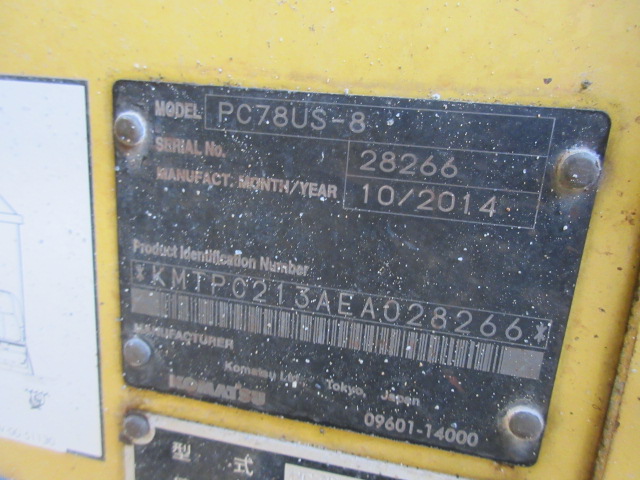 MODEL PC78US-8
SERIAL No. 28266
MANUFACT. MONTH/YEAR 10/2014
Product Identification Number
*KMTP0213AEA028266*
MANUFACTURER
Komatsu Ltd. Tokyo, Japan
KOMATSU
09601-14000
型 式